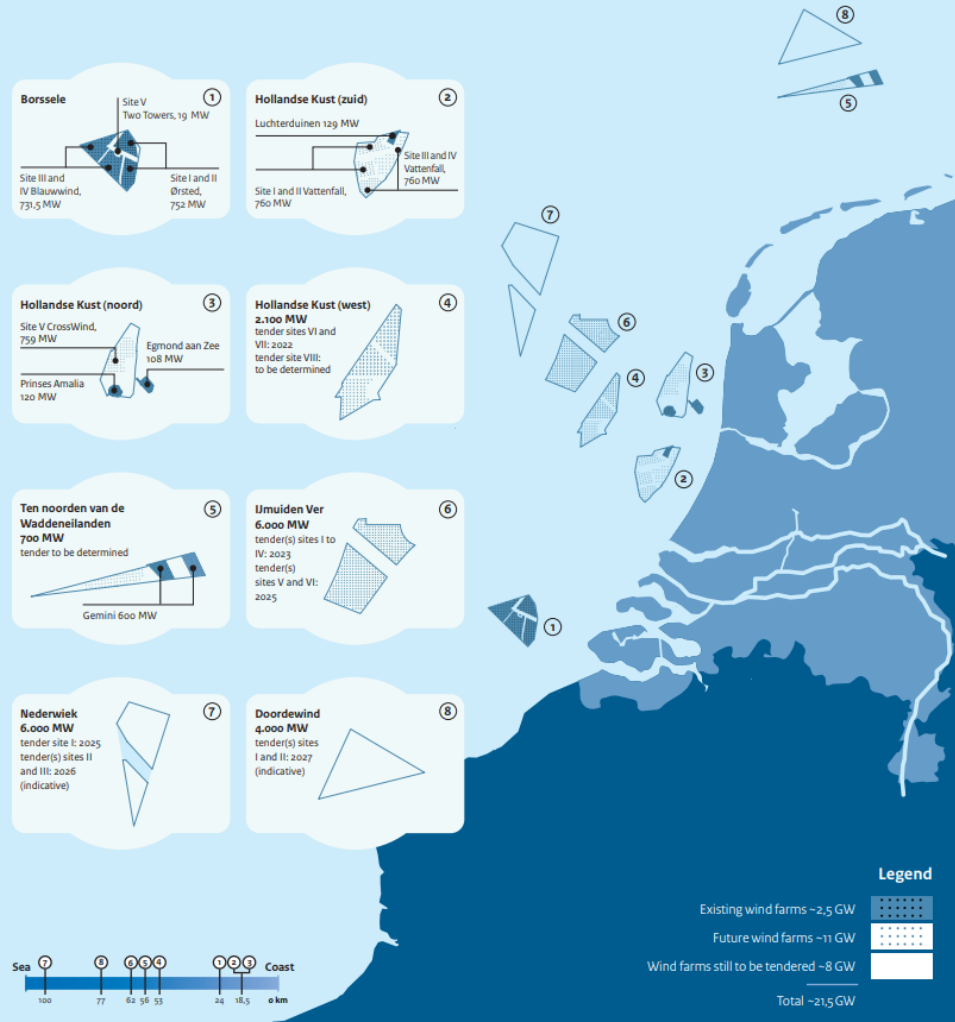 Borssele
1
Site V
Two Towers, 19 MW
Site III and
IV Blauwwind,
731,5 MW
Site I and II
Ørsted,
752 MW
Hollandse Kust (zuid)
2
Luchterduinen 129 MW
Site III and IV
Vattenfall,
760 MW
Site I and II Vattenfall,
760 MW
Hollandse Kust (noord)
3
Site V CrossWind,
759 MW
Egmond aan Zee
108 MW
Prinses Amalia
120 MW
Hollandse Kust (west)
4
2.100 MW
tender sites VI and
VII: 2022
tender site VIII:
to be determined
Ten noorden van de
5
Waddeneilanden
700 MW
tender to be determined
Gemini 600 MW
IJmuiden Ver
6
6.000 MW
tender(s) sites I to
IV: 2023
tender(s)
sites V and VI:
2025
Nederwiek
7
6.000 MW
tender site I: 2025
tender(s) sites II
and III: 2026
(indicative)
Doordewind
8
4.000 MW
tender(s) sites
I and II: 2027
(indicative)
8
5
7
6
4
3
2
1
Legend
Existing wind farms ~2,5 GW
Future wind farms ~11 GW
Wind farms still to be tendered ~8 GW
Total ~21,5 GW
Sea 7 8 6 5 4 1 2 3 Coast
100 77 62 56 53 24 18,5 0 km